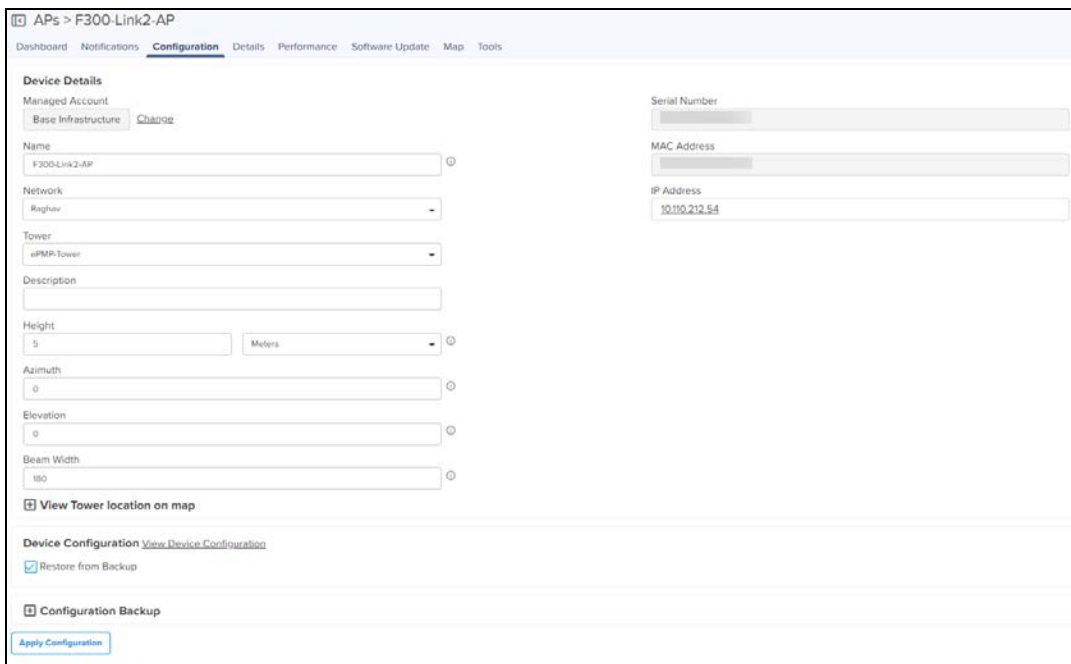 APs > F300-Link2-AP
Dashboard Notifications Configuration Details Performance Software Update Map Tools
Device Details
Managed Account
Base Infrastructure Change
Name
F300-Link2-AP
Network
Raghav
Tower
ePMP-Tower
Description
Height
5 Meters
Azimuth
0
Elevation
0
Beam Width
180
View Tower location on map
Serial Number
MAC Address
IP Address
10.110.212.54
Device Configuration View Device Configuration
Restore from Backup
Configuration Backup
Apply Configuration